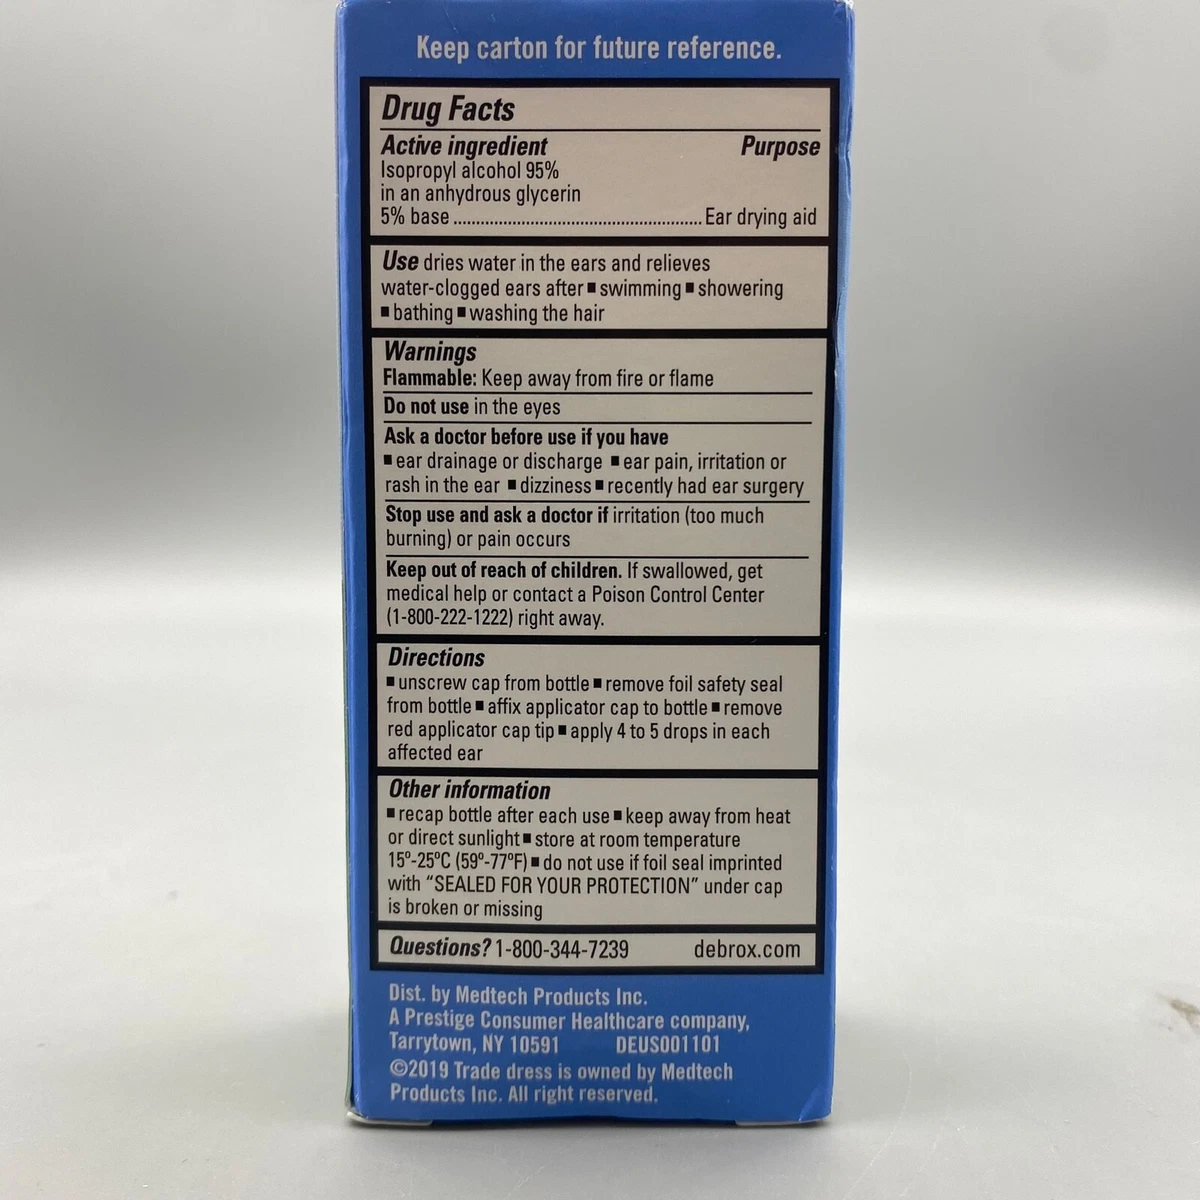 Keep carton for future reference.
Drug Facts
Active ingredient Purpose
Isopropyl alcohol 95%
in an anhydrous glycerin
5% base ........................................................ Ear drying aid
Use dries water in the ears and relieves
water-clogged ears after ■ swimming ■ showering
■ bathing ■ washing the hair
Warnings
Flammable: Keep away from fire or flame
Do not use in the eyes
Ask a doctor before use if you have
■ ear drainage or discharge ■ ear pain, irritation or
rash in the ear ■ dizziness ■ recently had ear surgery
Stop use and ask a doctor if irritation (too much
burning) or pain occurs
Keep out of reach of children. If swallowed, get
medical help or contact a Poison Control Center
(1-800-222-1222) right away.
Directions
■ unscrew cap from bottle ■ remove foil safety seal
from bottle ■ affix applicator cap to bottle ■ remove
red applicator cap tip ■ apply 4 to 5 drops in each
affected ear
Other information
■ recap bottle after each use ■ keep away from heat
or direct sunlight ■ store at room temperature
15º-25ºC (59º-77ºF) ■ do not use if foil seal imprinted
with “SEALED FOR YOUR PROTECTION” under cap
is broken or missing
Questions? 1-800-344-7239 debrox.com
Dist. by Medtech Products Inc.
A Prestige Consumer Healthcare company,
Tarrytown, NY 10591 DEUS001101
©2019 Trade dress is owned by Medtech
Products Inc. All right reserved.